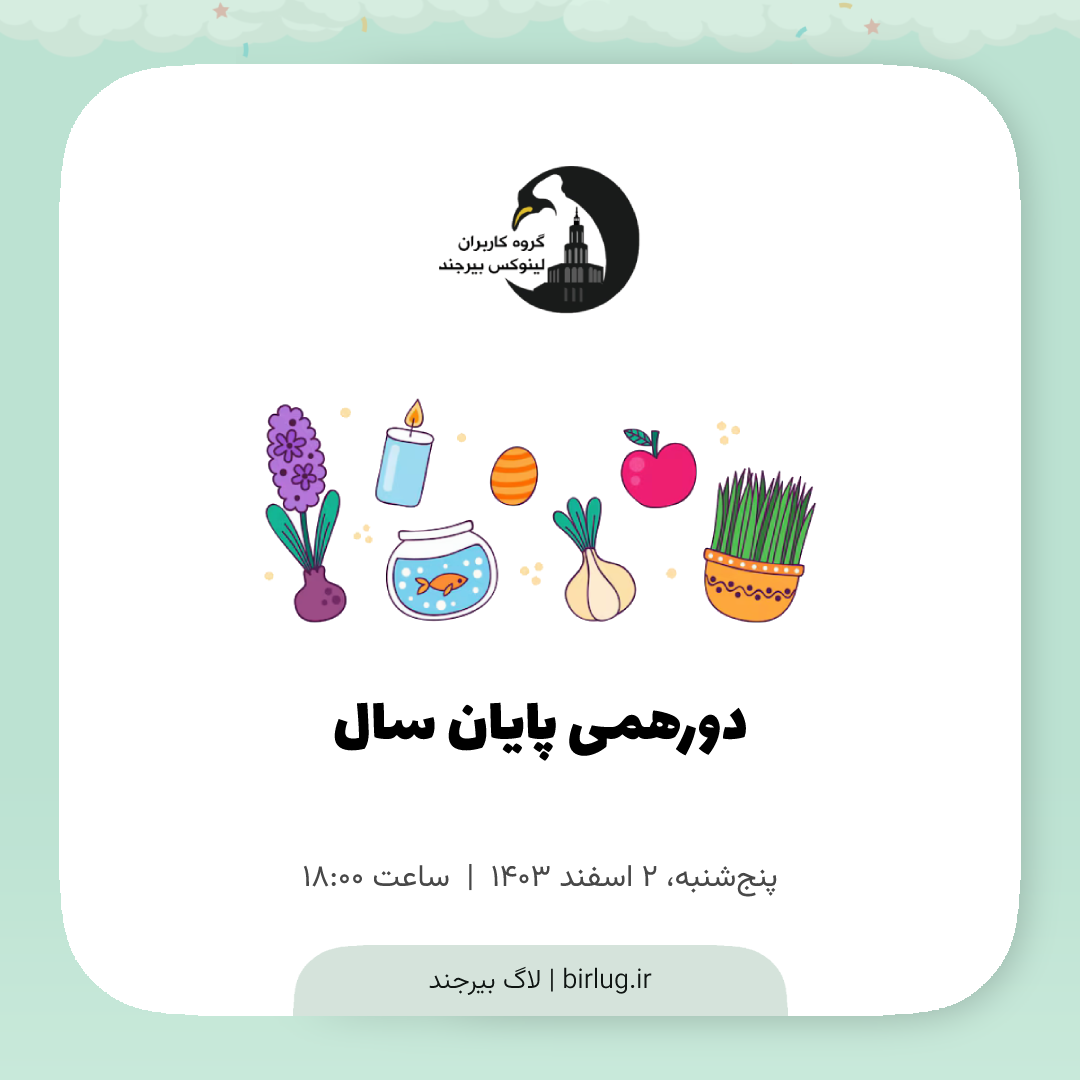 گروه کاربران
لینوکس بیرجند
دورهمی پایان سال
پنج‌شنبه، ۲ اسفند ۱۴۰۳ | ساعت ۱۸:۰۰
birlug.ir | لاگ بیرجند